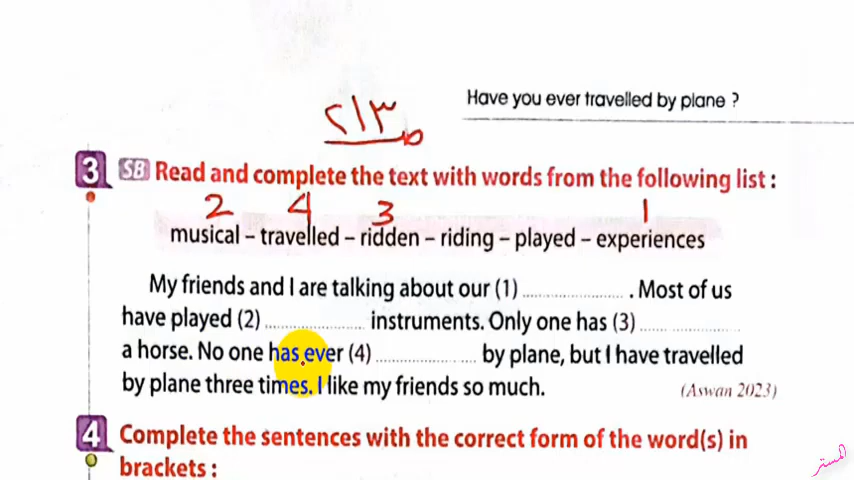 Have you ever travelled by plane ?
ص ٢١٣
3 SB Read and complete the text with words from the following list :
2 4 3 1
musical – travelled – ridden – riding – played – experiences
My friends and I are talking about our (1) ........................ . Most of us
have played (2) ........................ instruments. Only one has (3) ........................
a horse. No one has ever (4) ........................ by plane, but I have travelled
by plane three times. I like my friends so much. (Aswan 2023)
4 Complete the sentences with the correct form of the word(s) in
brackets :
المستر